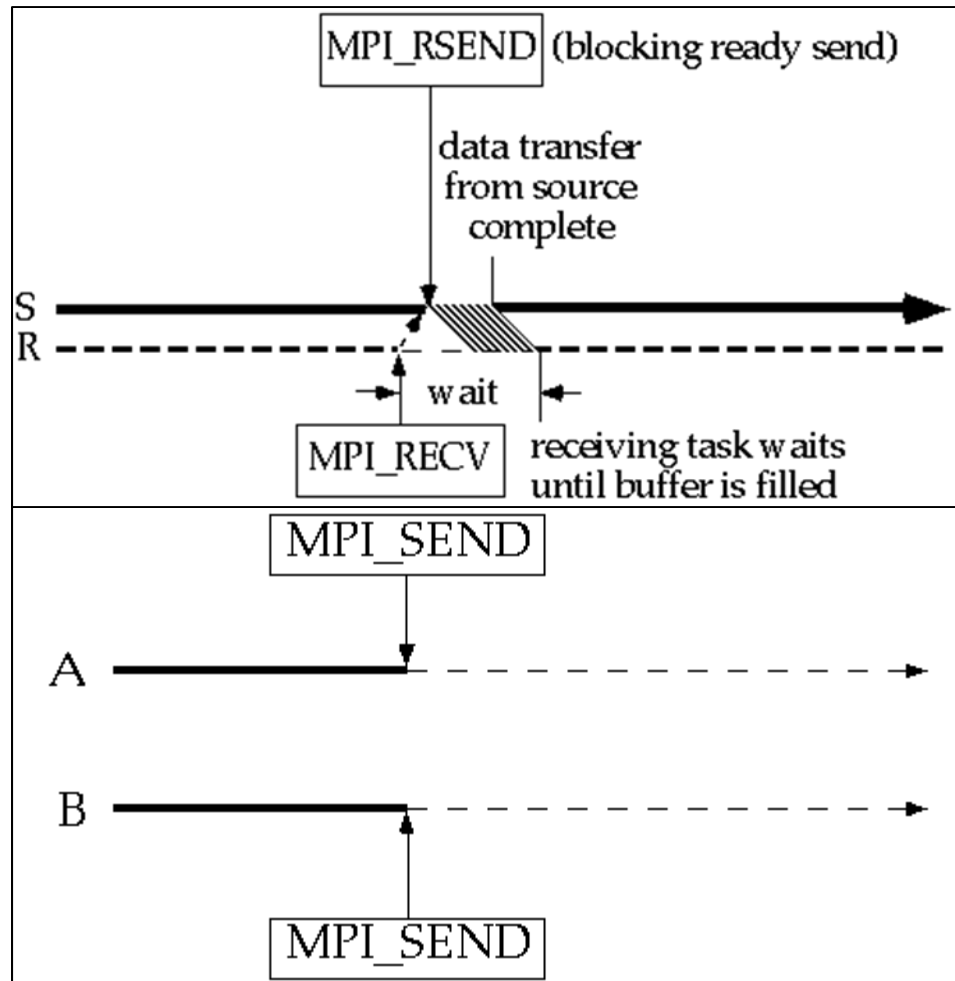 MPI_RSEND (blocking ready send)
data transfer
from source
complete
S
R
wait
MPI_RECV
receiving task waits
until buffer is filled
MPI_SEND
A
B
MPI_SEND